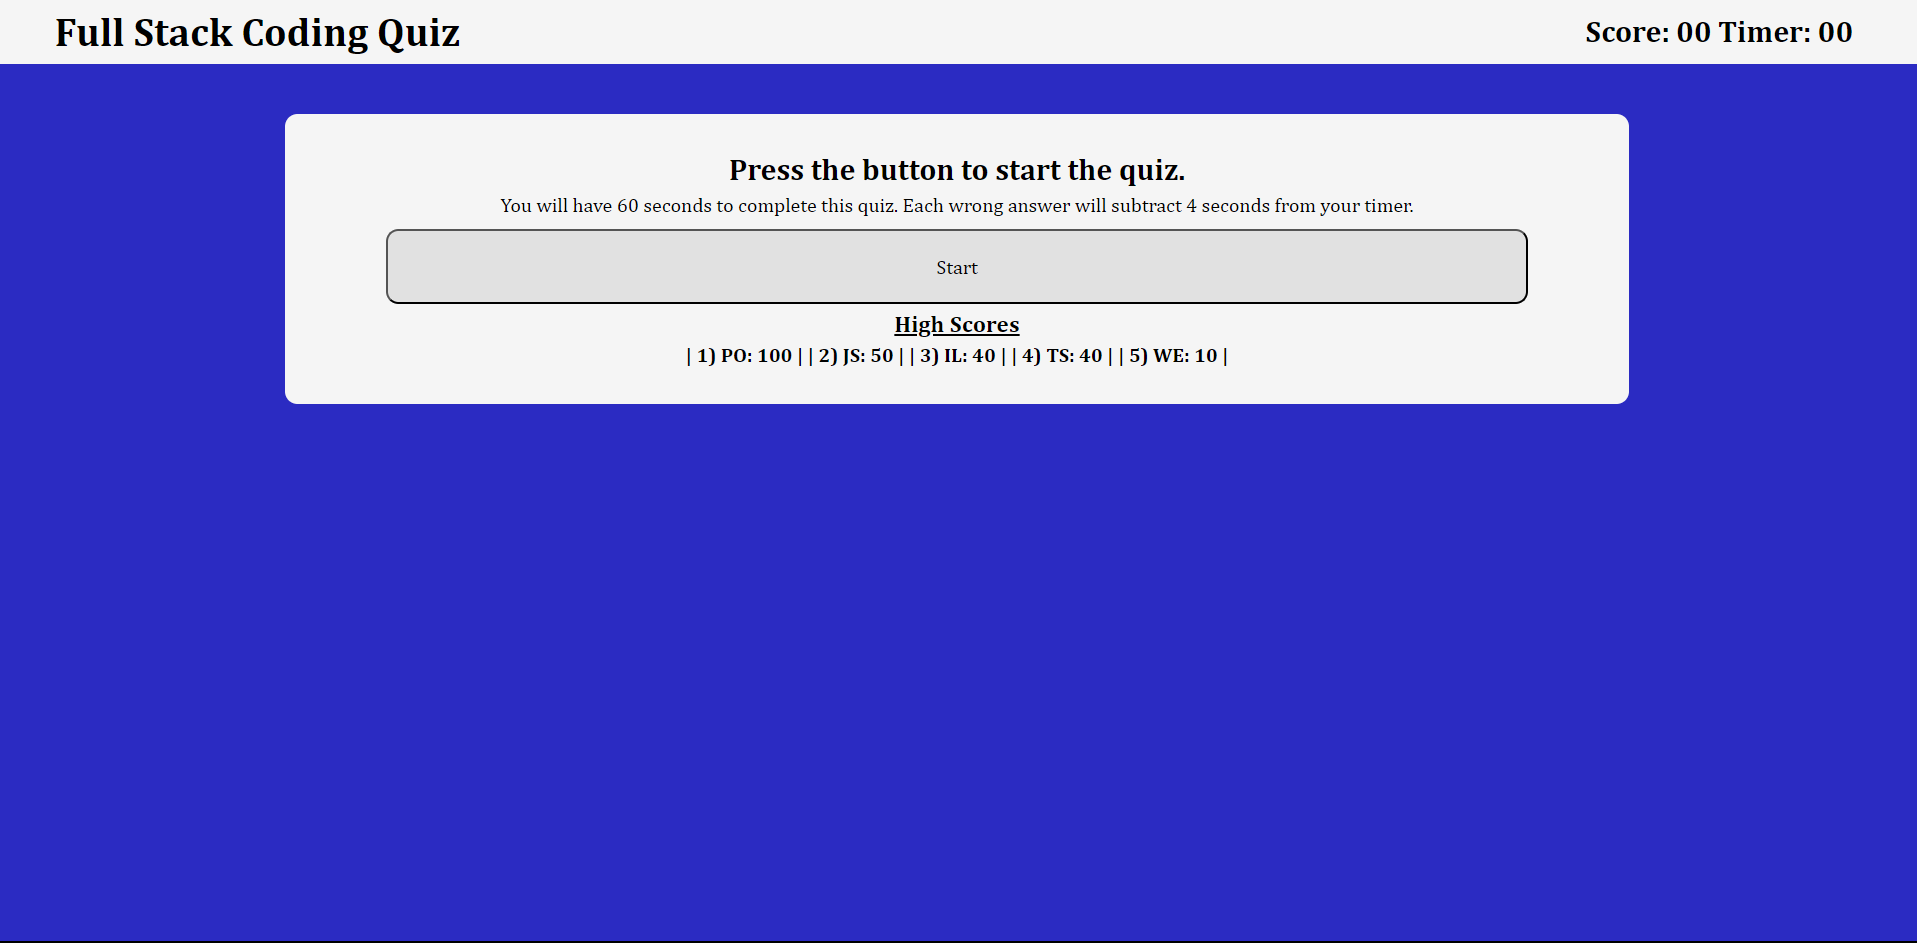 Full Stack Coding Quiz
Score: 00 Timer: 00
Press the button to start the quiz.
You will have 60 seconds to complete this quiz. Each wrong answer will subtract 4 seconds from your timer.
Start
High Scores
| 1) PO: 100 | | 2) JS: 50 | | 3) IL: 40 | | 4) TS: 40 | | 5) WE: 10 |